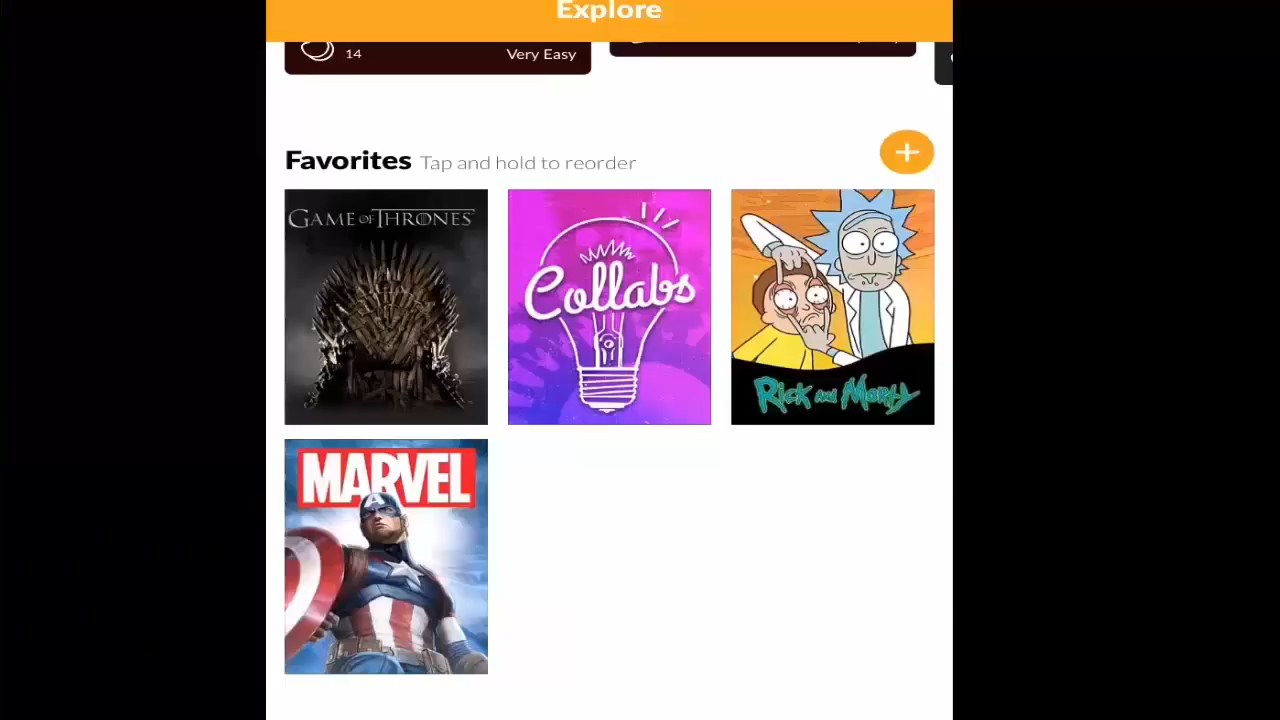 Explore
14
Very Easy
Favorites Tap and hold to reorder
GAME OF THRONES
Collabs
RICK AND MORTY
MARVEL
A